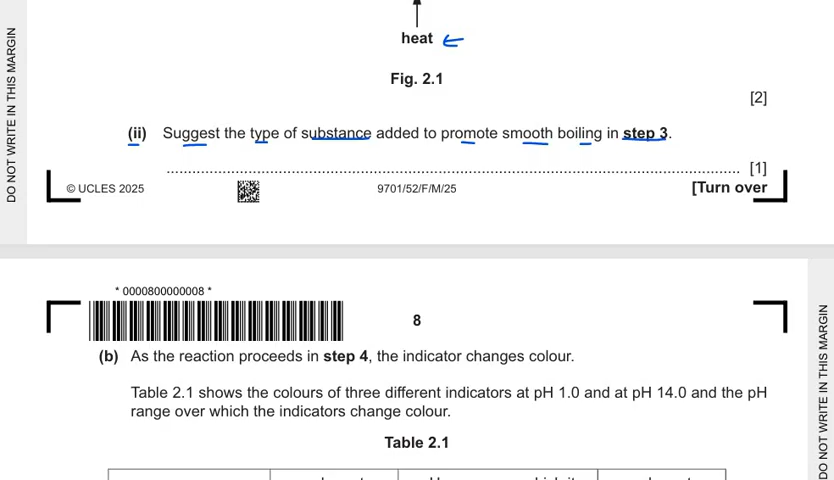 heat
Fig. 2.1
[2]
(ii) Suggest the type of substance added to promote smooth boiling in step 3.
[1]
© UCLES 2025 9701/52/F/M/25 [Turn over
DO NOT WRITE IN THIS MARGIN
* 0000800000008 *
8
(b) As the reaction proceeds in step 4, the indicator changes colour.
Table 2.1 shows the colours of three different indicators at pH 1.0 and at pH 14.0 and the pH
range over which the indicators change colour.
Table 2.1
DO NOT WRITE IN THIS MARGIN